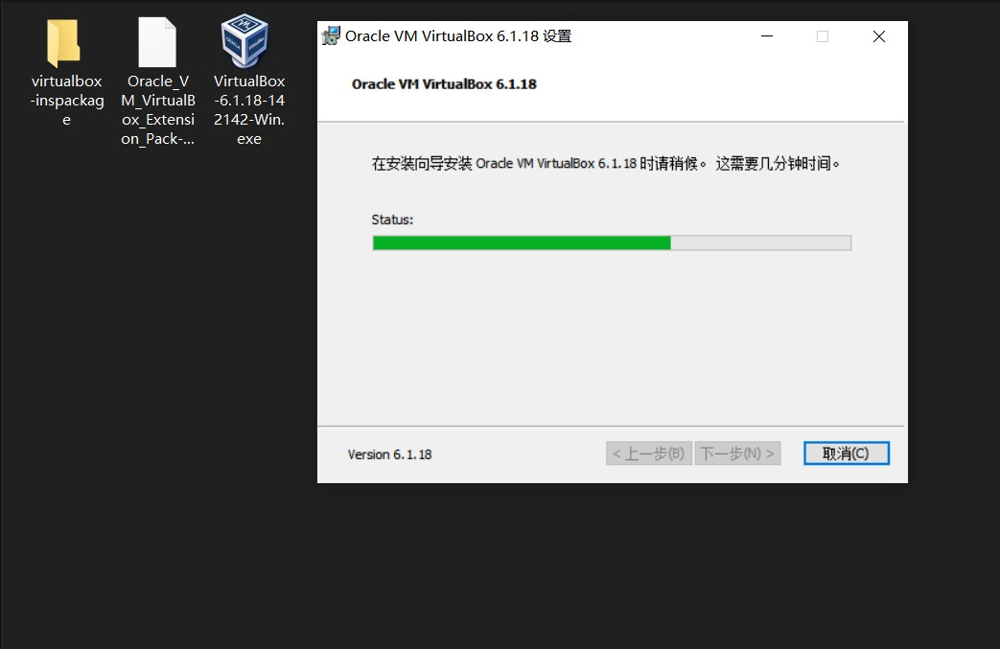 virtualbox
-inspackag
e
Oracle_V
M_VirtualB
ox_Extensi
on_Pack-...
VirtualBox
-6.1.18-14
2142-Win.
exe
Oracle VM VirtualBox 6.1.18 设置
Oracle VM VirtualBox 6.1.18
在安装向导安装 Oracle VM VirtualBox 6.1.18 时请稍候。 这需要几分钟时间。
Status:
Version 6.1.18
< 上一步(B)
下一步(N) >
取消(C)